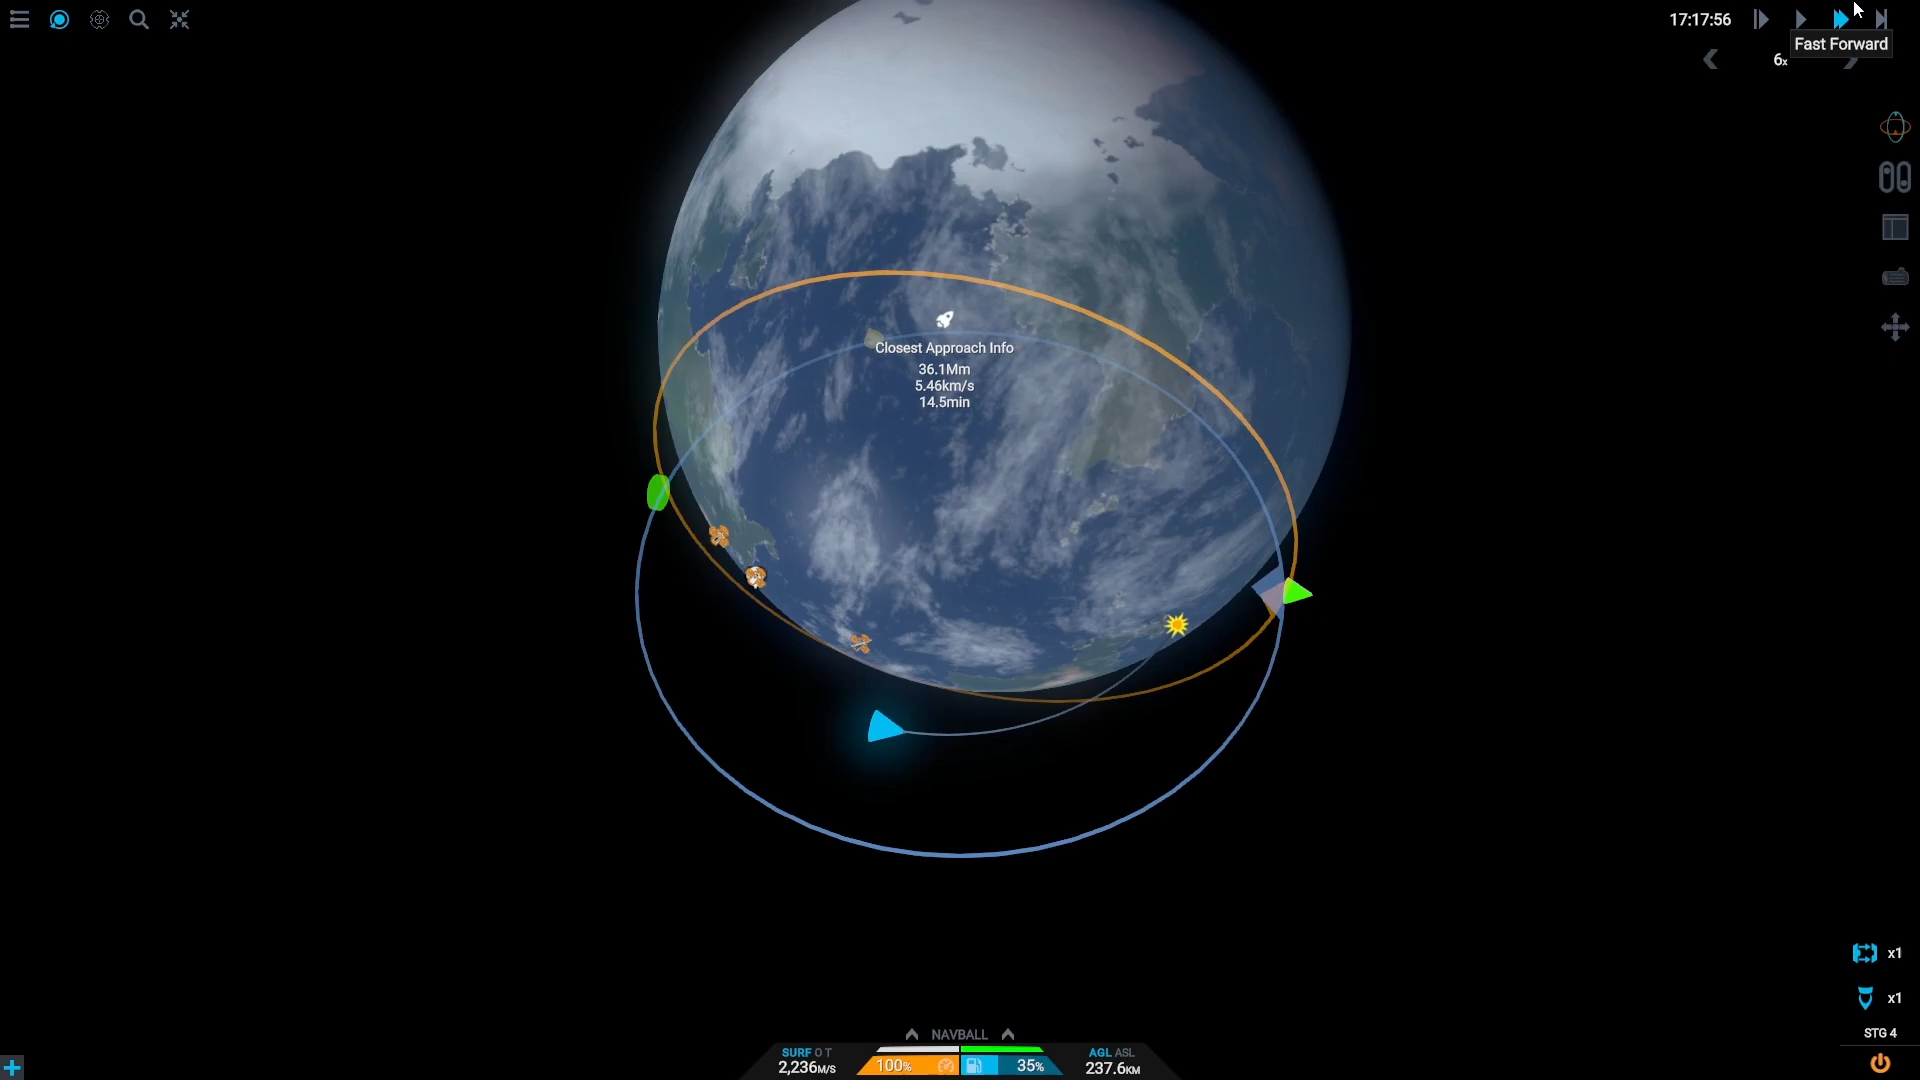 17:17:56
Fast Forward
6x
Closest Approach Info
36.1Mm
5.46km/s
14.5min
x1
x1
STG 4
NAVBALL
SURF O T
2,236M/S
100%
35%
AGL ASL
237.6KM